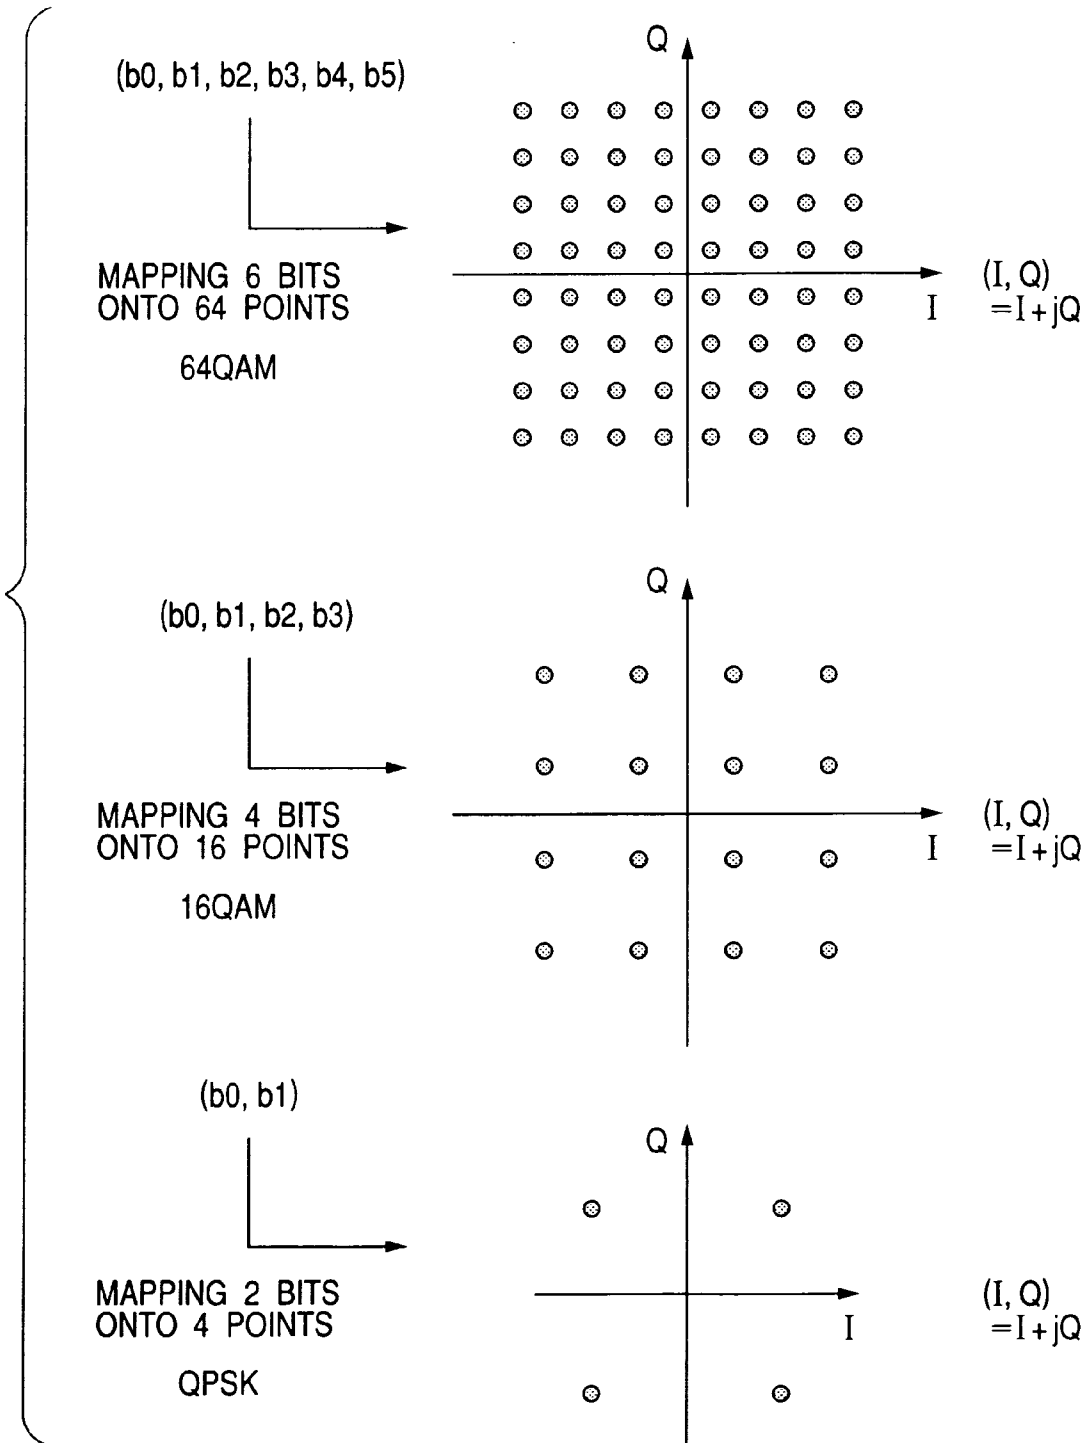 Q
(b0, b1, b2, b3, b4, b5)
MAPPING 6 BITS
ONTO 64 POINTS
64QAM
I
(I, Q)
=I+jQ
Q
(b0, b1, b2, b3)
MAPPING 4 BITS
ONTO 16 POINTS
16QAM
I
(I, Q)
=I+jQ
(b0, b1)
Q
MAPPING 2 BITS
ONTO 4 POINTS
QPSK
I
(I, Q)
=I+jQ